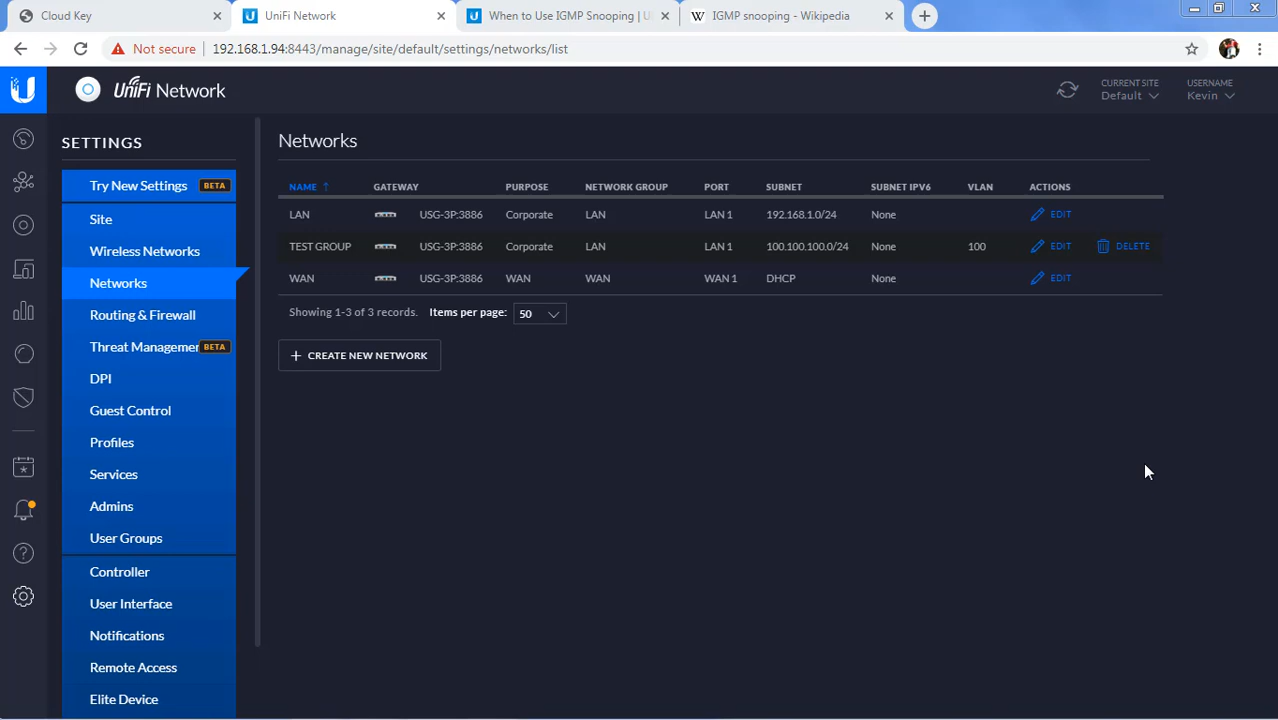 Cloud Key
UniFi Network
When to Use IGMP Snooping | U
IGMP snooping - Wikipedia
Not secure | 192.168.1.94:8443/manage/site/default/settings/networks/list
UniFi Network
CURRENT SITE
Default
USERNAME
Kevin
SETTINGS
Try New Settings BETA
Site
Wireless Networks
Networks
Routing & Firewall
Threat Managemen BETA
DPI
Guest Control
Profiles
Services
Admins
User Groups
Controller
User Interface
Notifications
Remote Access
Elite Device
Networks
NAME GATEWAY PURPOSE NETWORK GROUP PORT SUBNET SUBNET IPV6 VLAN ACTIONS
LAN USG-3P:3886 Corporate LAN LAN 1 192.168.1.0/24 None EDIT
TEST GROUP USG-3P:3886 Corporate LAN LAN 1 100.100.100.0/24 None 100 EDIT DELETE
WAN USG-3P:3886 WAN WAN WAN 1 DHCP None EDIT
Showing 1-3 of 3 records. Items per page: 50
+ CREATE NEW NETWORK